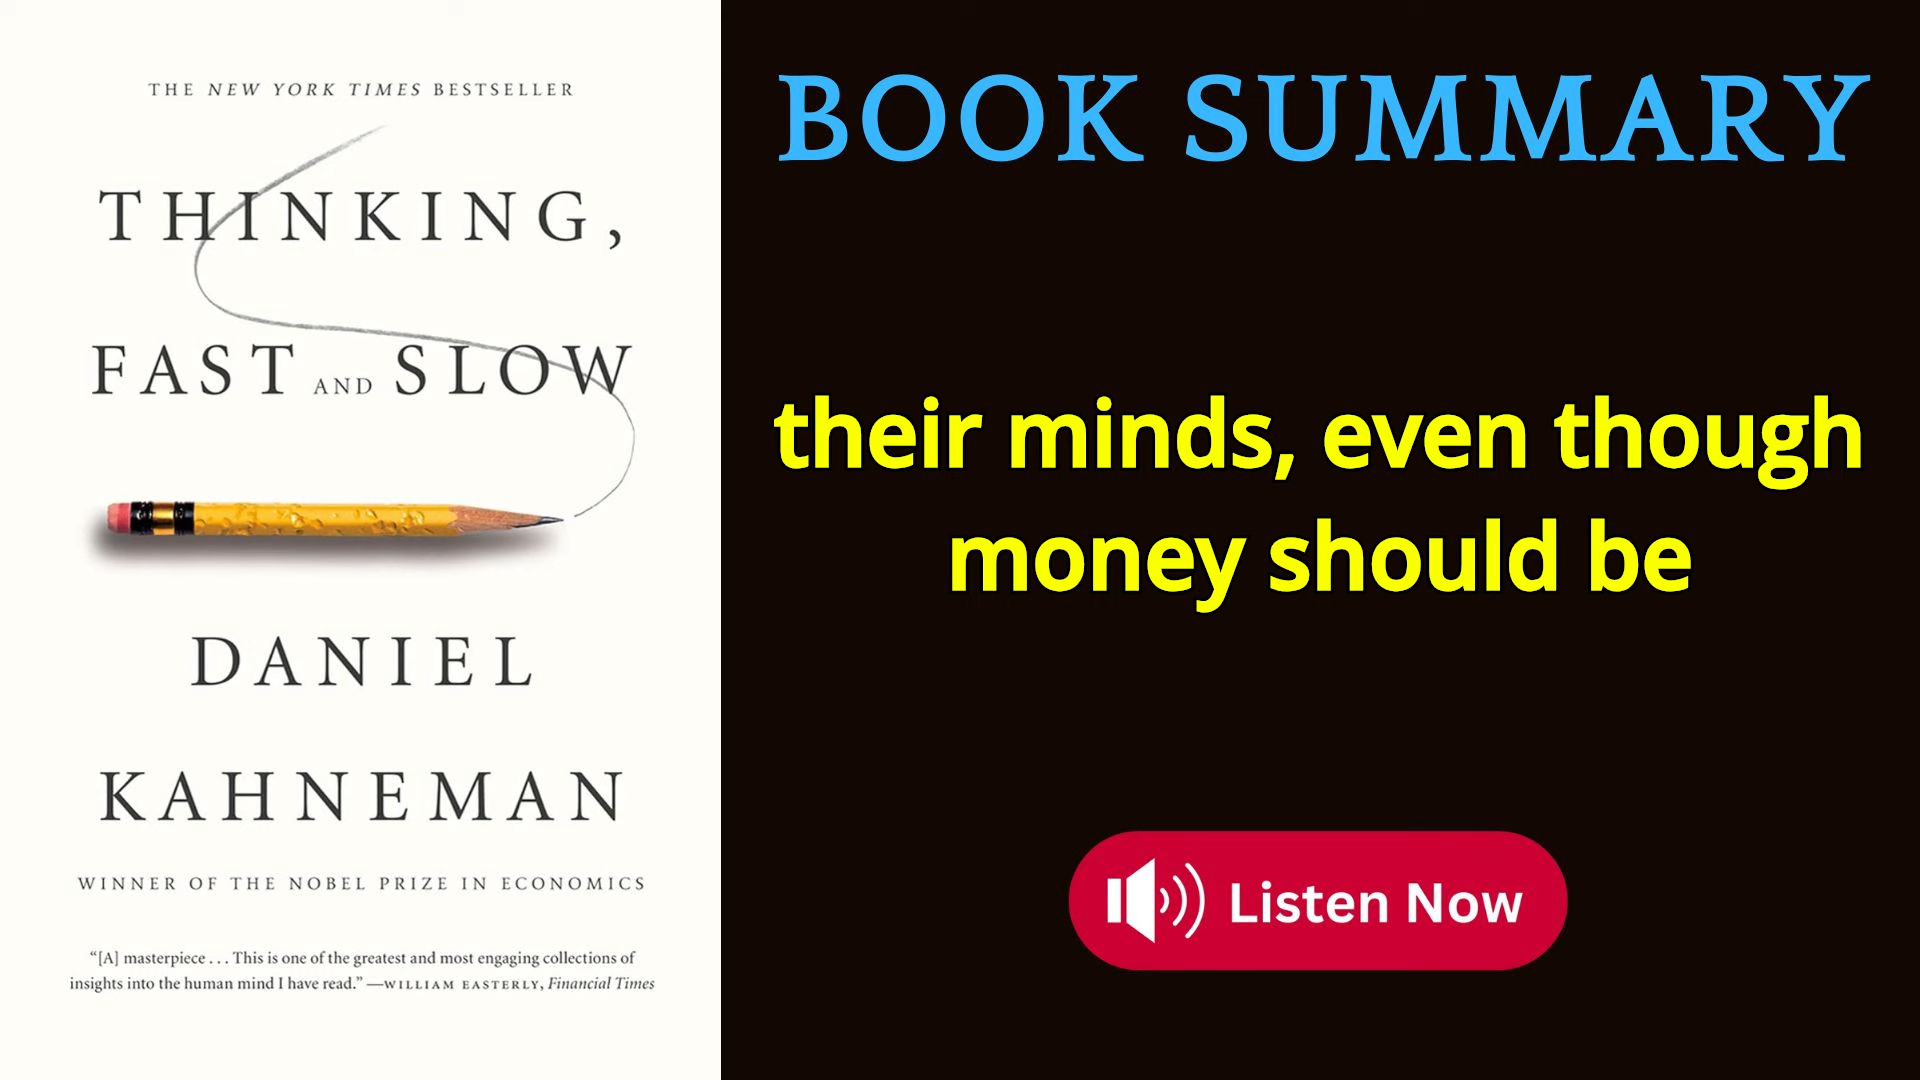 THE NEW YORK TIMES BESTSELLER
THINKING,
FAST AND SLOW
DANIEL
KAHNEMAN
WINNER OF THE NOBEL PRIZE IN ECONOMICS
“[A] masterpiece . . . This is one of the greatest and most engaging collections of
insights into the human mind I have read.” —WILLIAM EASTERLY, Financial Times
BOOK SUMMARY
their minds, even though
money should be
Listen Now